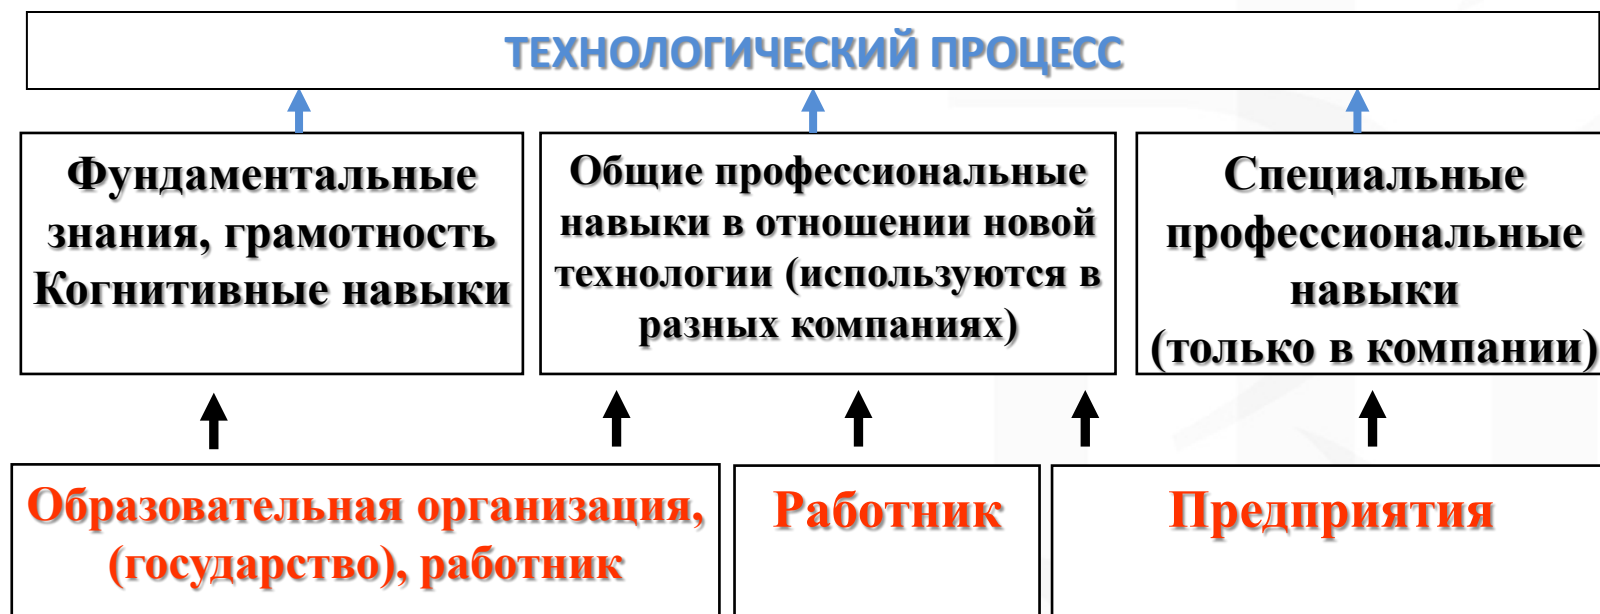 ТЕХНОЛОГИЧЕСКИЙ ПРОЦЕСС
Фундаментальные
знания, грамотность
Когнитивные навыки
Общие профессиональные
навыки в отношении новой
технологии (используются в
разных компаниях)
Специальные
профессиональные
навыки
(только в компании)
Образовательная организация,
(государство), работник
Работник
Предприятия